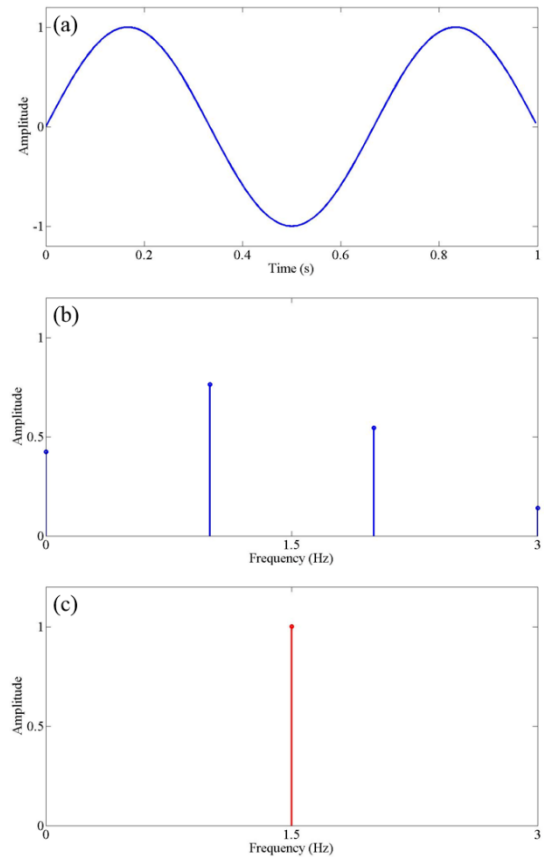 (a)
Amplitude
1
0
-1
0 0.2 0.4 0.6 0.8 1
Time (s)
(b)
Amplitude
1
0.5
0
0 1.5 3
Frequency (Hz)
(c)
Amplitude
1
0.5
0
0 1.5 3
Frequency (Hz)